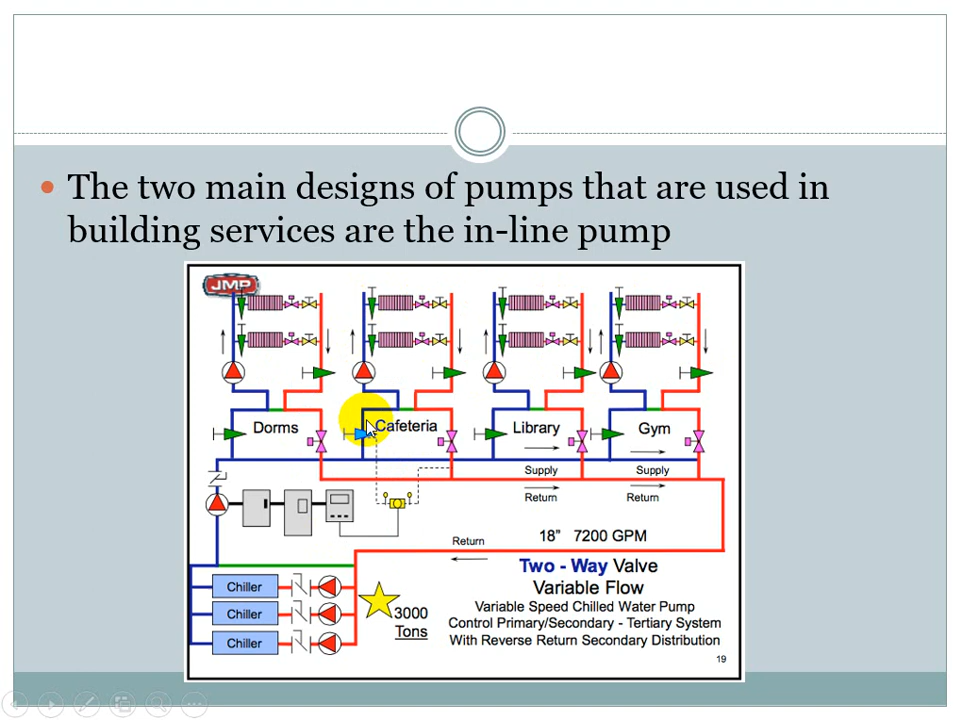 The two main designs of pumps that are used in
building services are the in-line pump
JMP
Dorms
Cafeteria
Library
Gym
Supply
Supply
Return
Return
18” 7200 GPM
Return
Two - Way Valve
Variable Flow
Variable Speed Chilled Water Pump
Control Primary/Secondary - Tertiary System
With Reverse Return Secondary Distribution
Chiller
Chiller
Chiller
3000
Tons
19